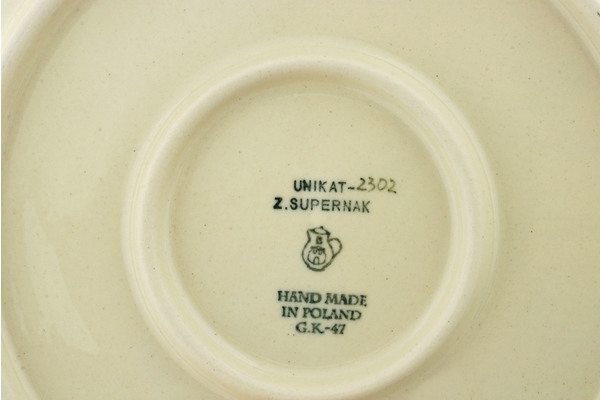 UNIKAT-2302
Z.SUPERNAK
HAND MADE
IN POLAND
G.K-47